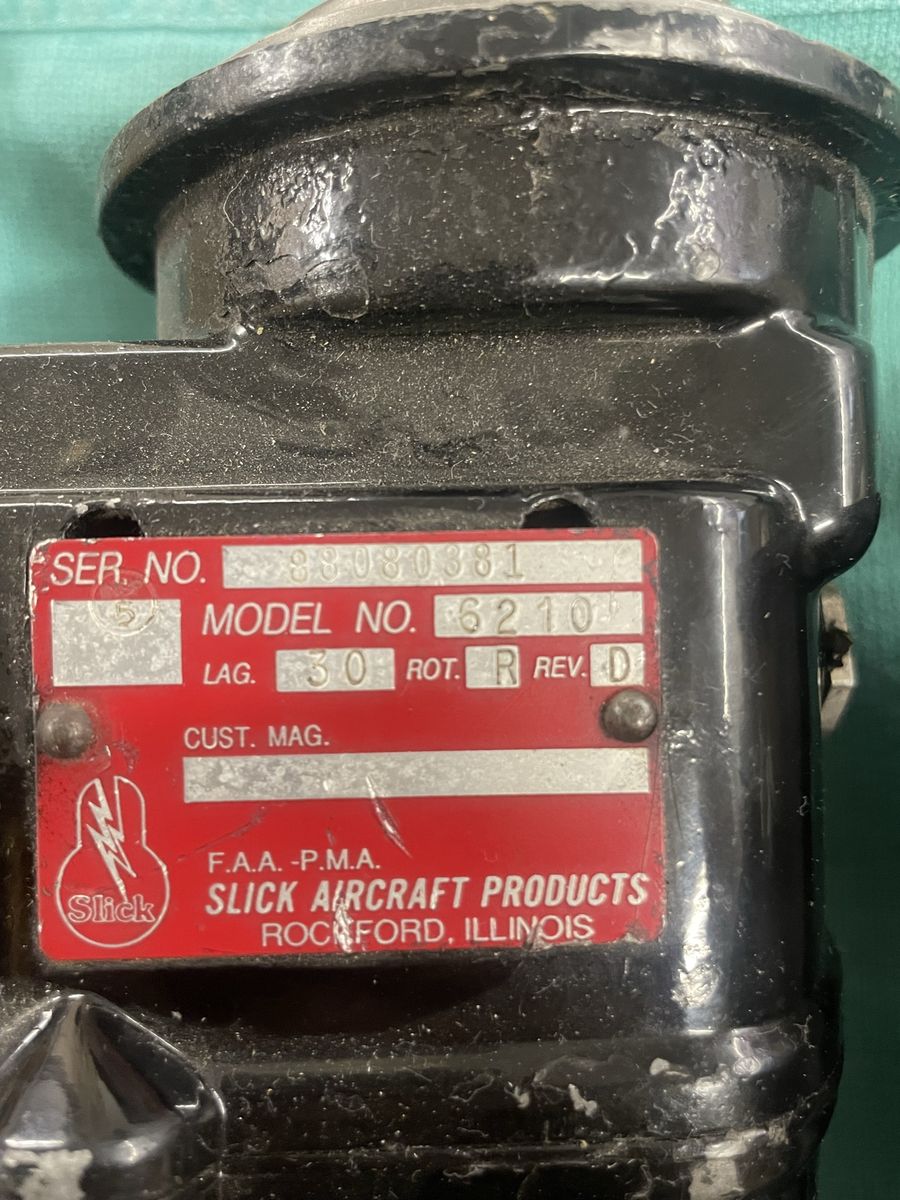 SER. NO. 88080381
5
MODEL NO. 6210
LAG. 30 ROT. R REV. D
CUST. MAG.
F.A.A. -P.M.A.
Slick
SLICK AIRCRAFT PRODUCTS
ROCKFORD, ILLINOIS